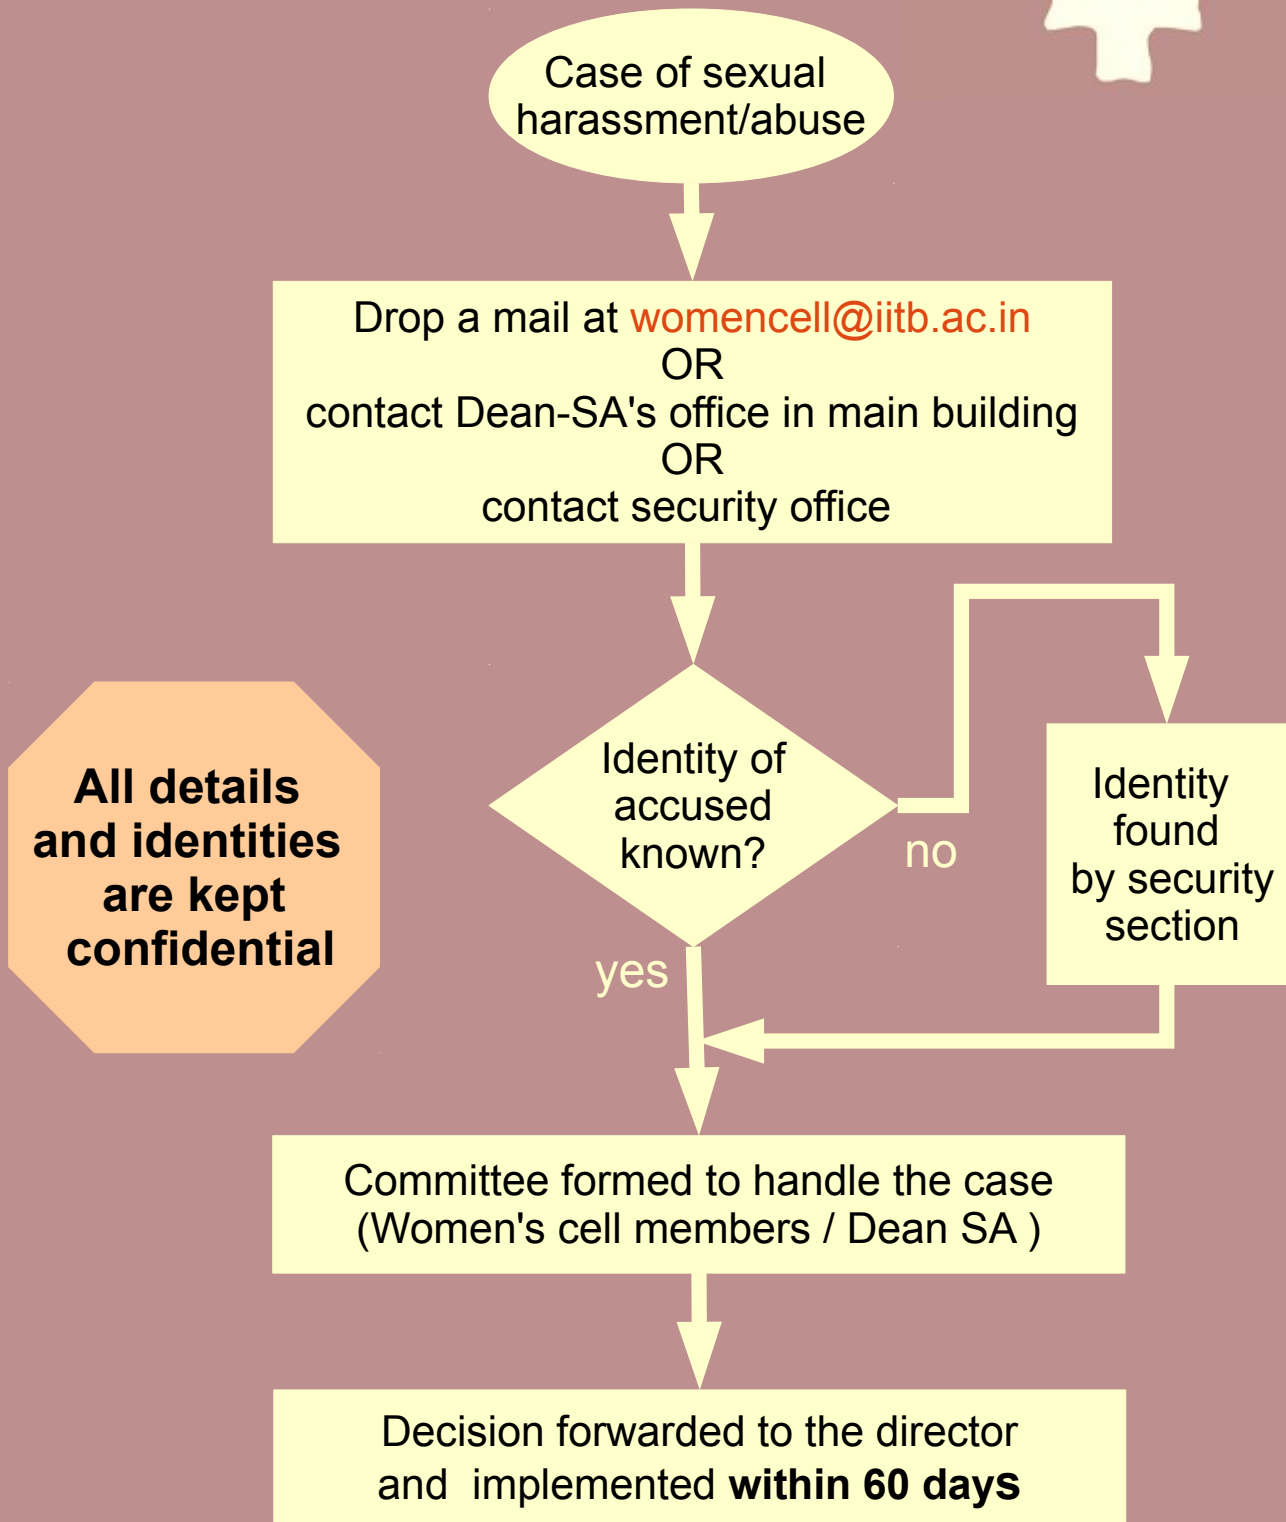 Case of sexual
harassment/abuse
Drop a mail at womencell@iitb.ac.in
OR
contact Dean-SA's office in main building
OR
contact security office
Identity of
accused
known?
no
Identity
found
by security
section
All details
and identities
are kept
confidential
yes
Committee formed to handle the case
(Women's cell members / Dean SA )
Decision forwarded to the director
and implemented within 60 days